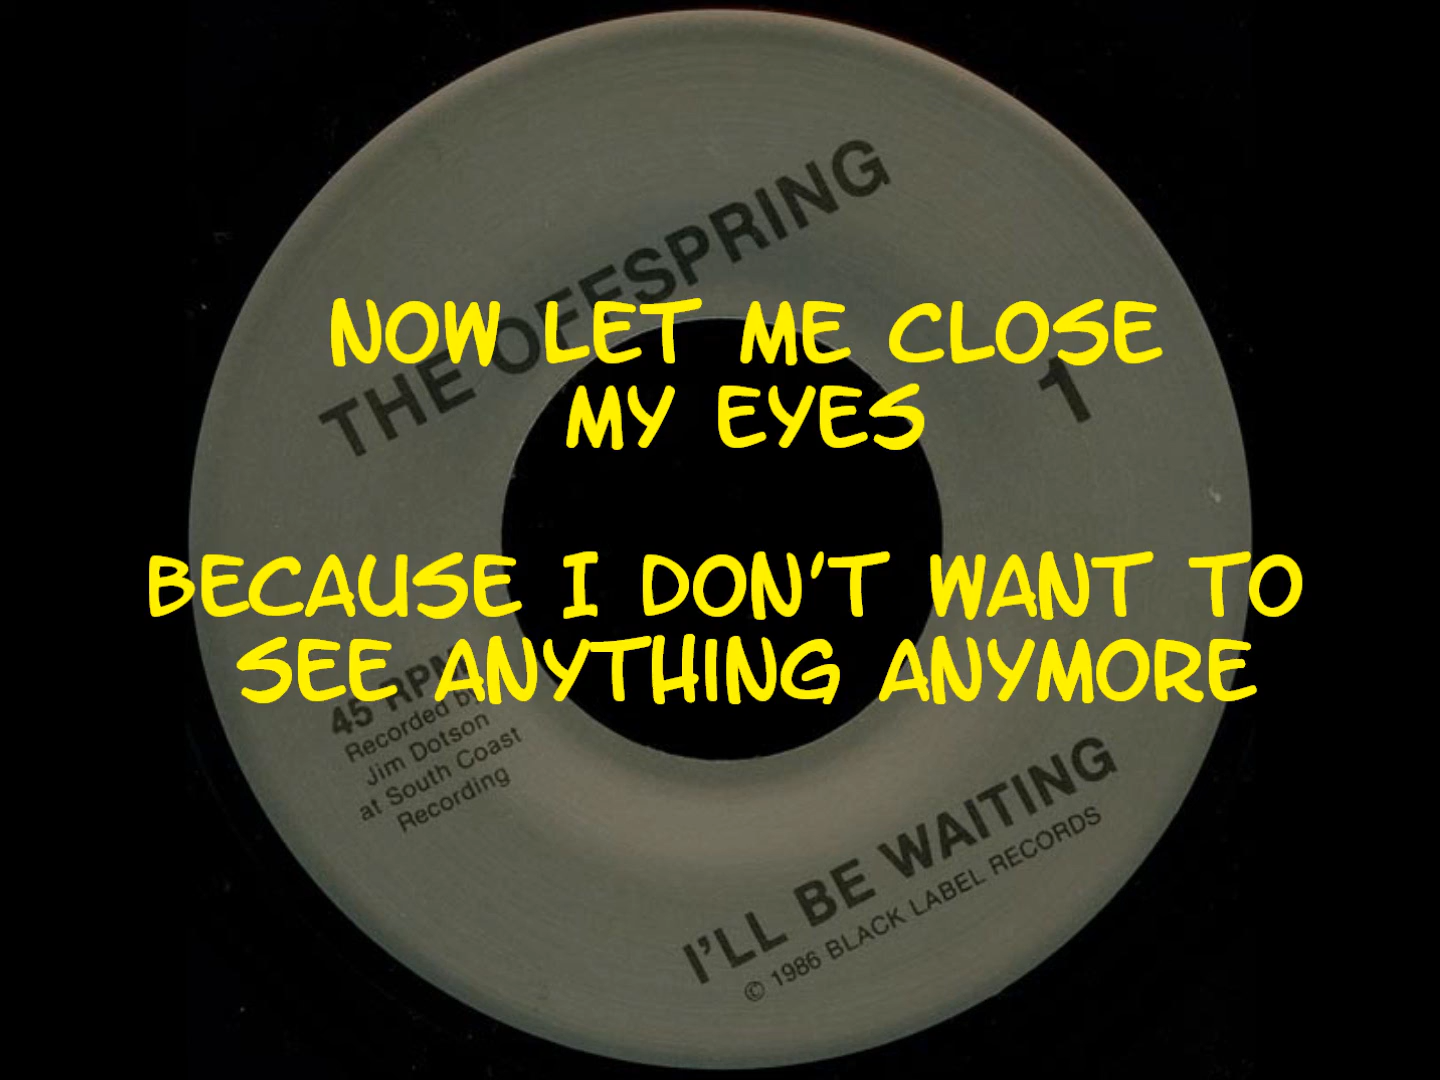 THE OFFSPRING
NOW LET ME CLOSE
MY EYES
1
BECAUSE I DON'T WANT TO
SEE ANYTHING ANYMORE
45 RPM
Recorded by
Jim Dotson
at South Coast
Recording
I'LL BE WAITING
© 1986 BLACK LABEL RECORDS